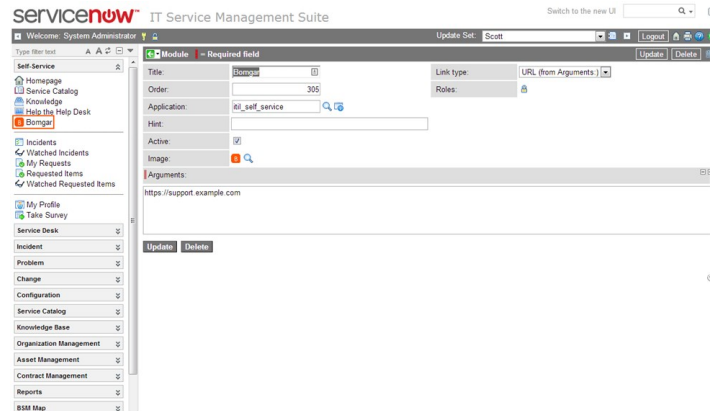 servicenow™ IT Service Management Suite
Switch to the new UI
Welcome: System Administrator
Update Set: Scott
Logout
Type filter text
A A
Module = Required field
Update Delete
Self-Service
Homepage
Service Catalog
Knowledge
Help the Help Desk
Bomgar
Incidents
Watched Incidents
My Requests
Requested Items
Watched Requested Items
My Profile
Take Survey
Service Desk
Incident
Problem
Change
Configuration
Service Catalog
Knowledge Base
Organization Management
Asset Management
Contract Management
Reports
BSM Map
Title: Bomgar
Link type: URL (from Arguments:)
Order: 305
Roles:
Application: itil_self_service
Hint:
Active:
Image:
Arguments:
https://support.example.com
Update Delete